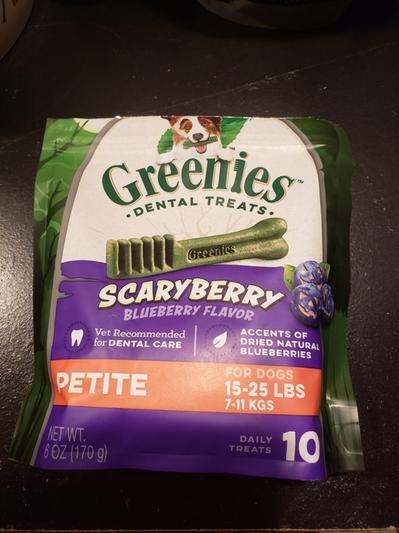 Greenies™
• DENTAL TREATS •
Greenies
SCARYBERRY
BLUEBERRY FLAVOR
Vet Recommended
for DENTAL CARE
ACCENTS OF
DRIED NATURAL
BLUEBERRIES
PETITE
FOR DOGS
15-25 LBS
7-11 KGS
NET WT.
6 OZ (170 g)
DAILY
TREATS
10